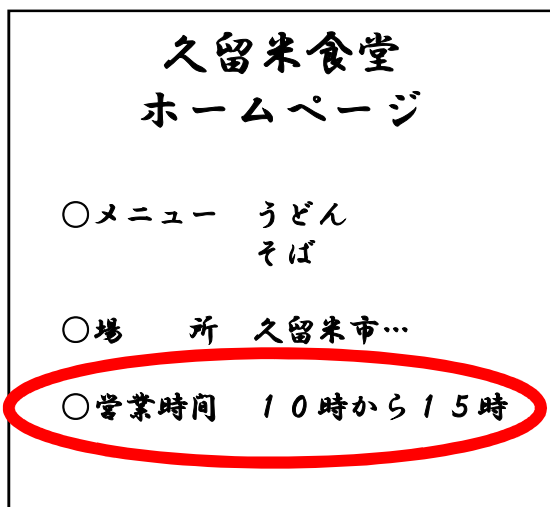 久留米食堂
ホームページ
○メニュー　うどん
そば
○場　　所　久留米市…
○営業時間　１０時から１５時